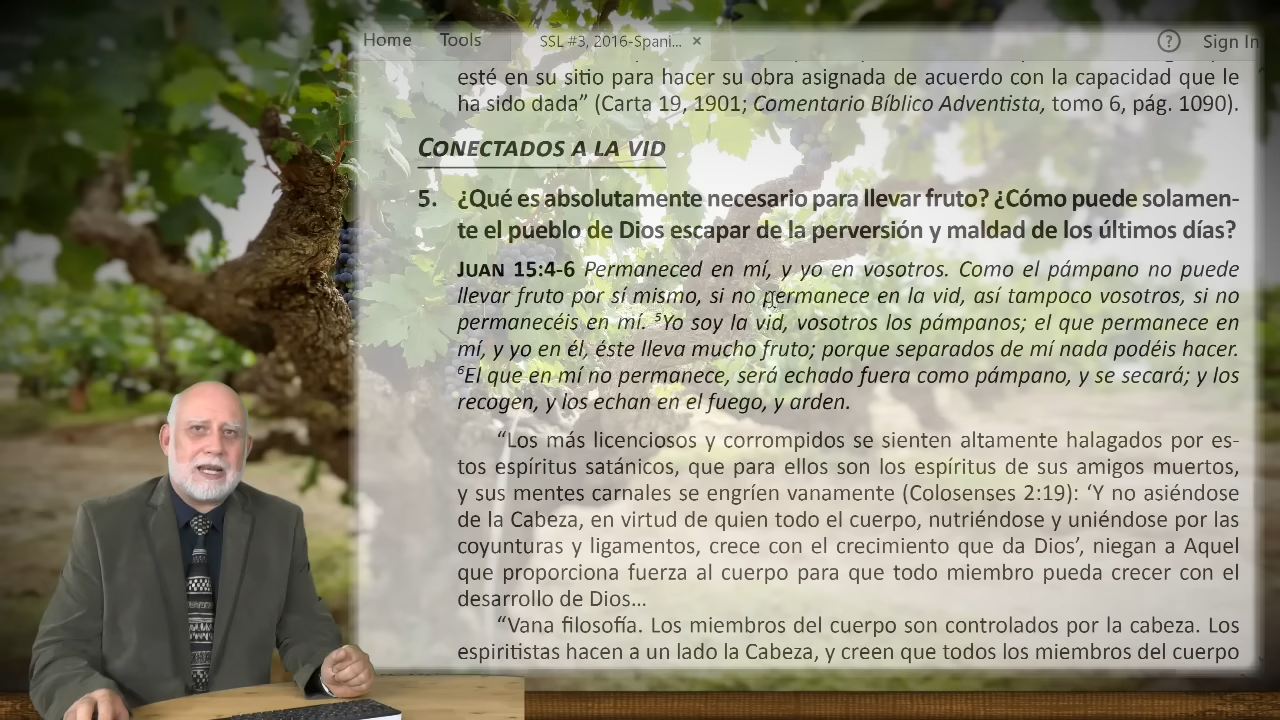 Home Tools SSL #3, 2016-Spani... × ? Sign In
esté en su sitio para hacer su obra asignada de acuerdo con la capacidad que le
ha sido dada” (Carta 19, 1901; Comentario Bíblico Adventista, tomo 6, pág. 1090).
CONECTADOS A LA VID
5. ¿Qué es absolutamente necesario para llevar fruto? ¿Cómo puede solamen-
te el pueblo de Dios escapar de la perversión y maldad de los últimos días?
JUAN 15:4-6 Permaneced en mí, y yo en vosotros. Como el pámpano no puede
llevar fruto por sí mismo, si no permanece en la vid, así tampoco vosotros, si no
permanecéis en mí. ⁵Yo soy la vid, vosotros los pámpanos; el que permanece en
mí, y yo en él, éste lleva mucho fruto; porque separados de mí nada podéis hacer.
⁶El que en mí no permanece, será echado fuera como pámpano, y se secará; y los
recogen, y los echan en el fuego, y arden.
“Los más licenciosos y corrompidos se sienten altamente halagados por es-
tos espíritus satánicos, que para ellos son los espíritus de sus amigos muertos,
y sus mentes carnales se engríen vanamente (Colosenses 2:19): ‘Y no asiéndose
de la Cabeza, en virtud de quien todo el cuerpo, nutriéndose y uniéndose por las
coyunturas y ligamentos, crece con el crecimiento que da Dios’, niegan a Aquel
que proporciona fuerza al cuerpo para que todo miembro pueda crecer con el
desarrollo de Dios...
“Vana filosofía. Los miembros del cuerpo son controlados por la cabeza. Los
espiritistas hacen a un lado la Cabeza, y creen que todos los miembros del cuerpo